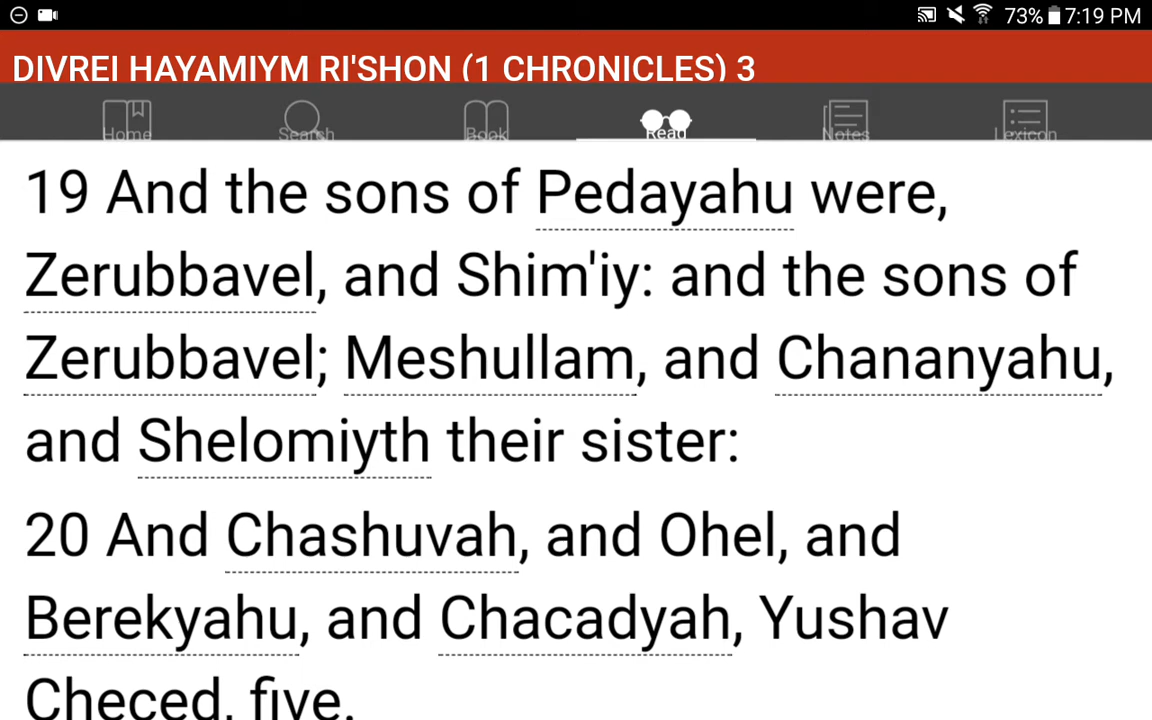 73% 7:19 PM
DIVREI HAYAMIYM RI'SHON (1 CHRONICLES) 3
Home Search Book Read Notes Lexicon
19 And the sons of Pedayahu were,
Zerubbavel, and Shim'iy: and the sons of
Zerubbavel; Meshullam, and Chananyahu,
and Shelomiyth their sister:
20 And Chashuvah, and Ohel, and
Berekyahu, and Chacadyah, Yushav
Checed, five.